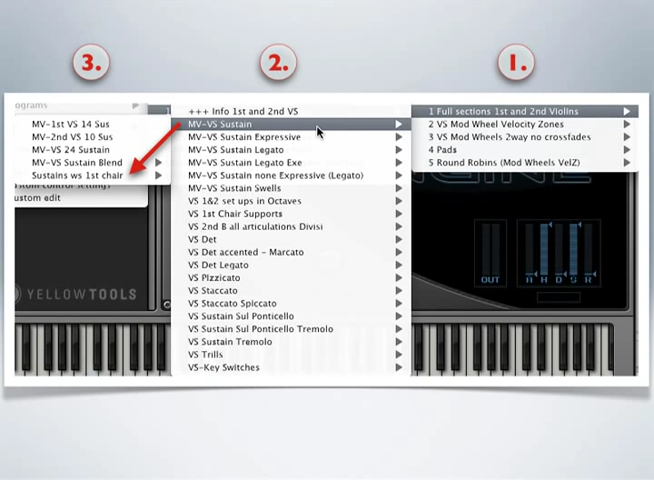 3.
2.
1.
ograms
MV-1st VS 14 Sus
MV-2nd VS 10 Sus
MV-VS 24 Sustain
MV-VS Sustain Blend
Sustains ws 1st chair
ustom control settings
ustom edit
YELLOWTOOLS
+++ Info 1st and 2nd VS
MV-VS Sustain
MV-VS Sustain Expressive
MV-VS Sustain Legato
MV-VS Sustain Legato Exe
MV-VS Sustain none Expressive (Legato)
MV-VS Sustain Swells
VS 1&2 set ups in Octaves
VS 1st Chair Supports
VS 2nd B all articulations Divisi
VS Det
VS Det accented - Marcato
VS Det Legato
VS PIzzicato
VS Staccato
VS Staccato Spiccato
VS Sustain Sul Ponticello
VS Sustain Sul Ponticello Tremolo
VS Sustain Tremolo
VS Trills
VS-Key Switches
1 Full sections 1st and 2nd VIolins
2 VS Mod Wheel Velocity Zones
3 VS Mod Wheels 2way no crossfades
4 Pads
5 Round Robins (Mod Wheels VelZ)
ENGINE
OUT
A H D S R